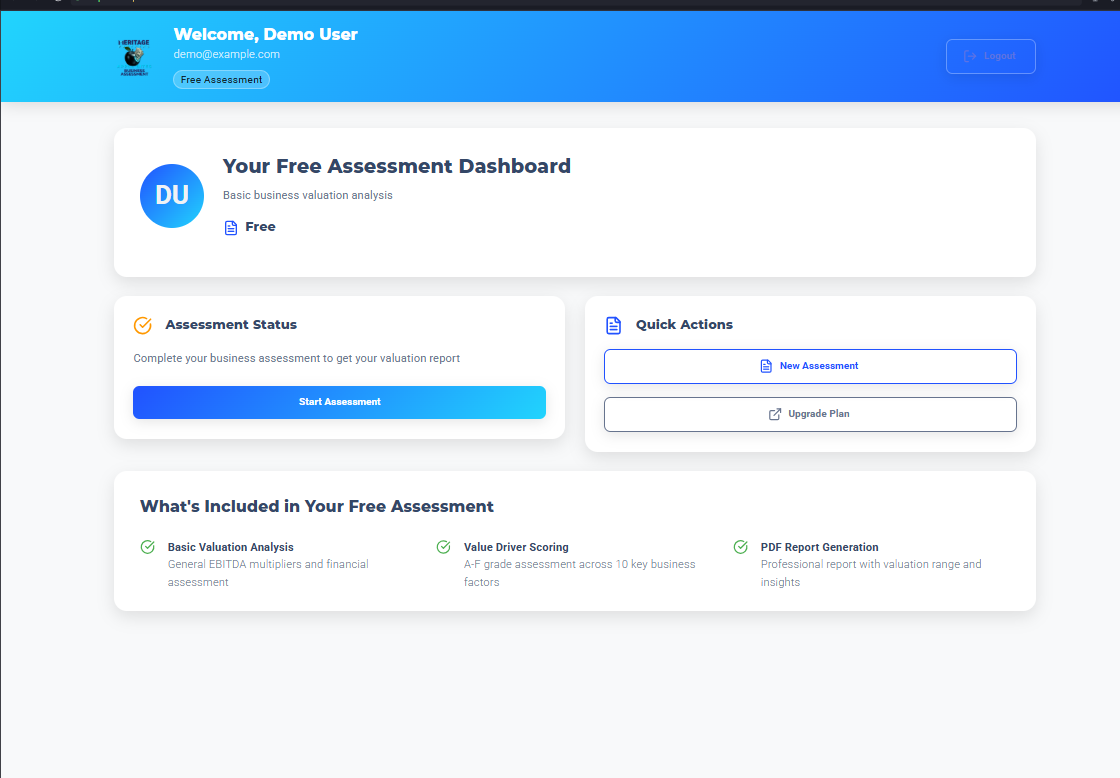 HERITAGE
BUSINESS
ASSESSMENT
Welcome, Demo User
demo@example.com
Free Assessment
Logout
DU
Your Free Assessment Dashboard
Basic business valuation analysis
Free
Assessment Status
Complete your business assessment to get your valuation report
Start Assessment
Quick Actions
New Assessment
Upgrade Plan
What's Included in Your Free Assessment
Basic Valuation Analysis
General EBITDA multipliers and financial
assessment
Value Driver Scoring
A-F grade assessment across 10 key business
factors
PDF Report Generation
Professional report with valuation range and
insights